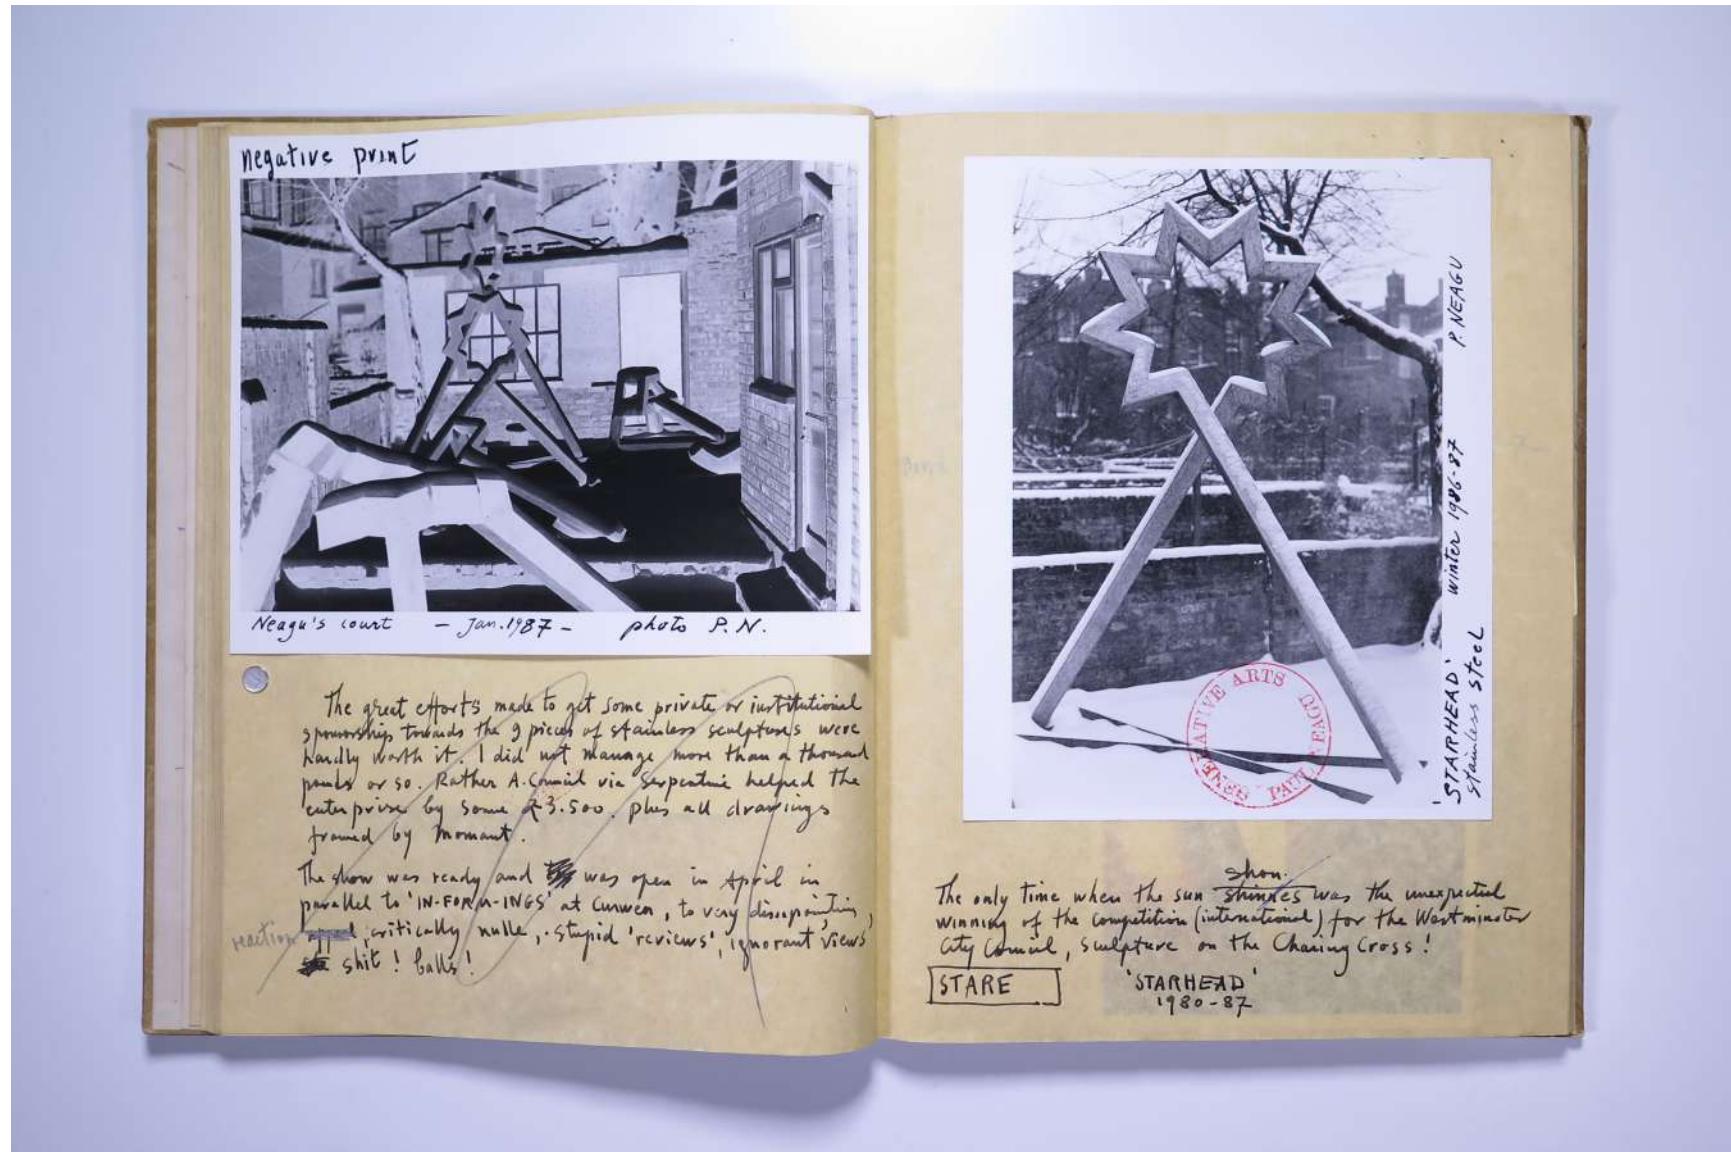 negative print
Neagu's court - Jan. 1987 - photo P. N.
The great efforts made to get some private or institutional
sponsorship towards the 9 pieces of stainless sculptures were
hardly worth it. I did not manage more than a thousand
or so. Rather A. Council via Serpentine helped the
enterprise by some £3.500. plus all drawings
framed by Momart.
The show was ready and was open in April in
parallel to 'IN-FORM-INGS' at Curwen, to very
reaction, critically nulle, stupid 'reviews', ignorant views
shit! balls!
'STARHEAD' winter 1986-87 P. NEAGU
stainless steel
GENERATIVE ARTS PAUL NEAGU
shon.
The only time when the sun shinnes was the unexpected
winning of the competition (international) for the Westminster
City Council, sculpture on the Charing Cross!
STARE
'STARHEAD'
1980-87